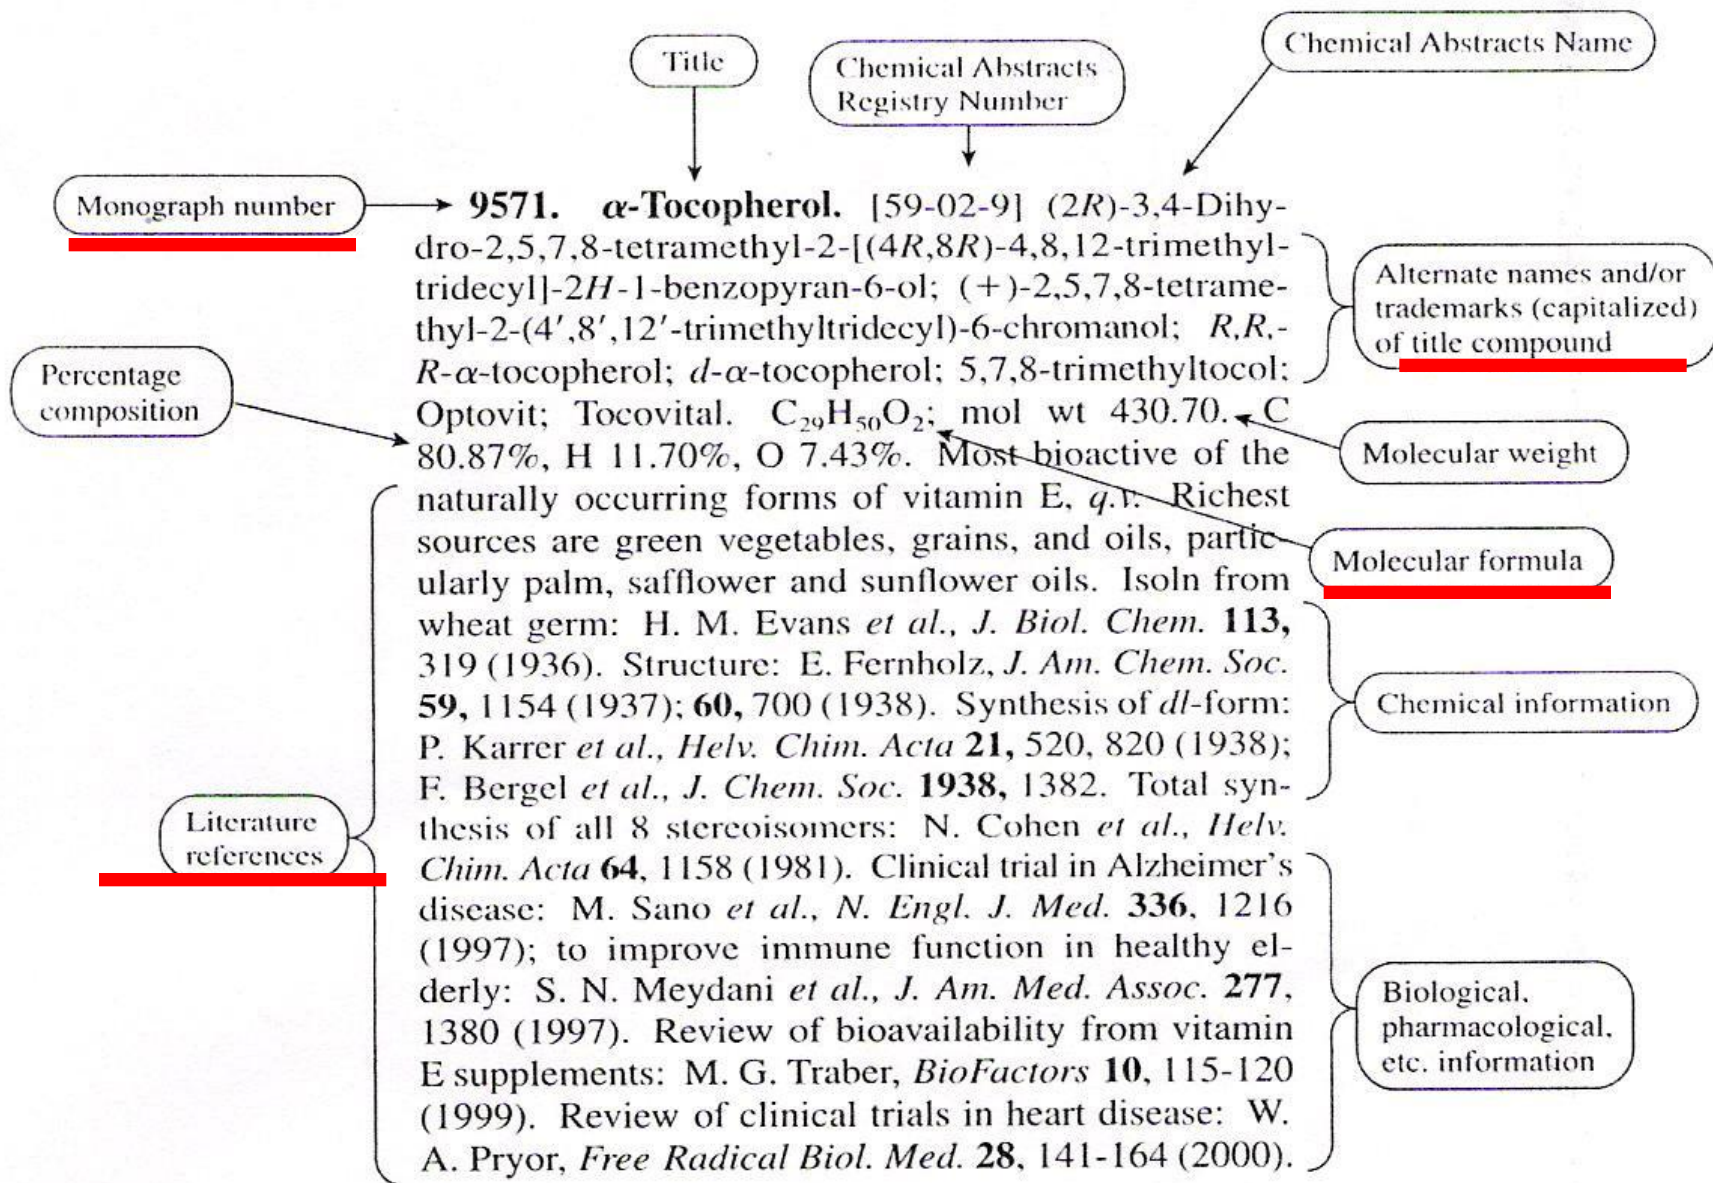 Title
Chemical Abstracts
Registry Number
Chemical Abstracts Name
Monograph number
9571. α-Tocopherol. [59-02-9] (2R)-3,4-Dihy-
dro-2,5,7,8-tetramethyl-2-[(4R,8R)-4,8,12-trimethyl-
tridecyl]-2H-1-benzopyran-6-ol; (+)-2,5,7,8-tetrame-
thyl-2-(4′,8′,12′-trimethyltridecyl)-6-chromanol; R,R,-
R-α-tocopherol; d-α-tocopherol; 5,7,8-trimethyltocol;
Optovit; Tocovital. C₂₉H₅₀O₂; mol wt 430.70. C
80.87%, H 11.70%, O 7.43%. Most bioactive of the
naturally occurring forms of vitamin E, q.v. Richest
sources are green vegetables, grains, and oils, partic-
ularly palm, safflower and sunflower oils. Isoln from
wheat germ: H. M. Evans et al., J. Biol. Chem. 113,
319 (1936). Structure: E. Fernholz, J. Am. Chem. Soc.
59, 1154 (1937); 60, 700 (1938). Synthesis of dl-form:
P. Karrer et al., Helv. Chim. Acta 21, 520, 820 (1938);
F. Bergel et al., J. Chem. Soc. 1938, 1382. Total syn-
thesis of all 8 stereoisomers: N. Cohen et al., Helv.
Chim. Acta 64, 1158 (1981). Clinical trial in Alzheimer's
disease: M. Sano et al., N. Engl. J. Med. 336, 1216
(1997); to improve immune function in healthy el-
derly: S. N. Meydani et al., J. Am. Med. Assoc. 277,
1380 (1997). Review of bioavailability from vitamin
E supplements: M. G. Traber, BioFactors 10, 115-120
(1999). Review of clinical trials in heart disease: W.
A. Pryor, Free Radical Biol. Med. 28, 141-164 (2000).
Alternate names and/or
trademarks (capitalized)
of title compound
Percentage
composition
Molecular weight
Molecular formula
Chemical information
Literature
references
Biological,
pharmacological,
etc. information